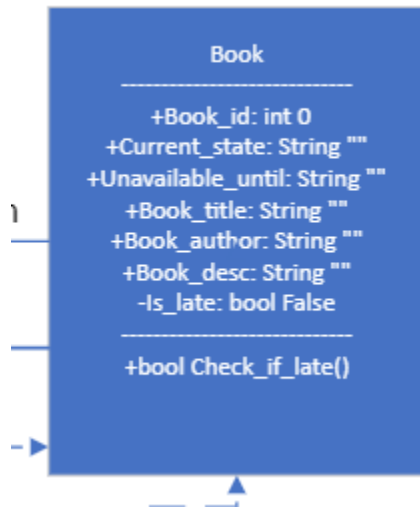 Book
+Book_id: int 0
+Current_state: String ""
+Unavailable_until: String ""
+Book_title: String ""
+Book_author: String ""
+Book_desc: String ""
-Is_late: bool False
+bool Check_if_late()